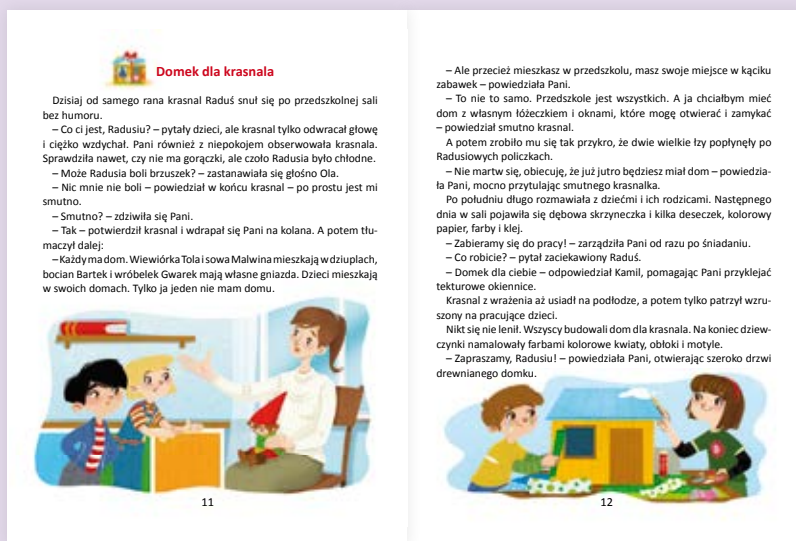 Domek dla krasnala
Dzisiaj od samego rana krasnal Raduś snuł się po przedszkolnej sali
bez humoru.
– Co ci jest, Radusiu? – pytały dzieci, ale krasnal tylko odwracał głowę
i ciężko wzdychał. Pani również z niepokojem obserwowała krasnala.
Sprawdziła nawet, czy nie ma gorączki, ale czoło Radusia było chłodne.
– Może Radusia boli brzuszek? – zastanawiała się głośno Ola.
– Nic mnie nie boli – powiedział w końcu krasnal – po prostu jest mi
smutno.
– Smutno? – zdziwiła się Pani.
– Tak – potwierdził krasnal i wdrapał się Pani na kolana. A potem tłu-
maczył dalej:
– Każdy ma dom. Wiewiórka Tola i sowa Malwina mieszkają w dziuplach,
bocian Bartek i wróbelek Gwarek mają własne gniazda. Dzieci mieszkają
w swoich domach. Tylko ja jeden nie mam domu.
11
– Ale przecież mieszkasz w przedszkolu, masz swoje miejsce w kąciku
zabawek – powiedziała Pani.
– To nie to samo. Przedszkole jest wszystkich. A ja chciałbym mieć
dom z własnym łóżeczkiem i oknami, które mogę otwierać i zamykać
– powiedział smutno krasnal.
A potem zrobiło mu się tak przykro, że dwie wielkie łzy popłynęły po
Radusiowych policzkach.
– Nie martw się, obiecuję, że już jutro będziesz miał dom – powiedzia-
ła Pani, mocno przytulając smutnego krasnalka.
Po południu długo rozmawiała z dziećmi i ich rodzicami. Następnego
dnia w sali pojawiła się dębowa skrzyneczka i kilka deseczek, kolorowy
papier, farby i klej.
– Zabieramy się do pracy! – zarządziła Pani od razu po śniadaniu.
– Co robicie? – pytał zaciekawiony Raduś.
– Domek dla ciebie – odpowiedział Kamil, pomagając Pani przyklejać
tekturowe okiennice.
Krasnal z wrażenia aż usiadł na podłodze, a potem tylko patrzył wzru-
szony na pracujące dzieci.
Nikt się nie lenił. Wszyscy budowali dom dla krasnala. Na koniec dziew-
czynki namalowały farbami kolorowe kwiaty, obłoki i motyle.
– Zapraszamy, Radusiu! – powiedziała Pani, otwierając szeroko drzwi
drewnianego domku.
12